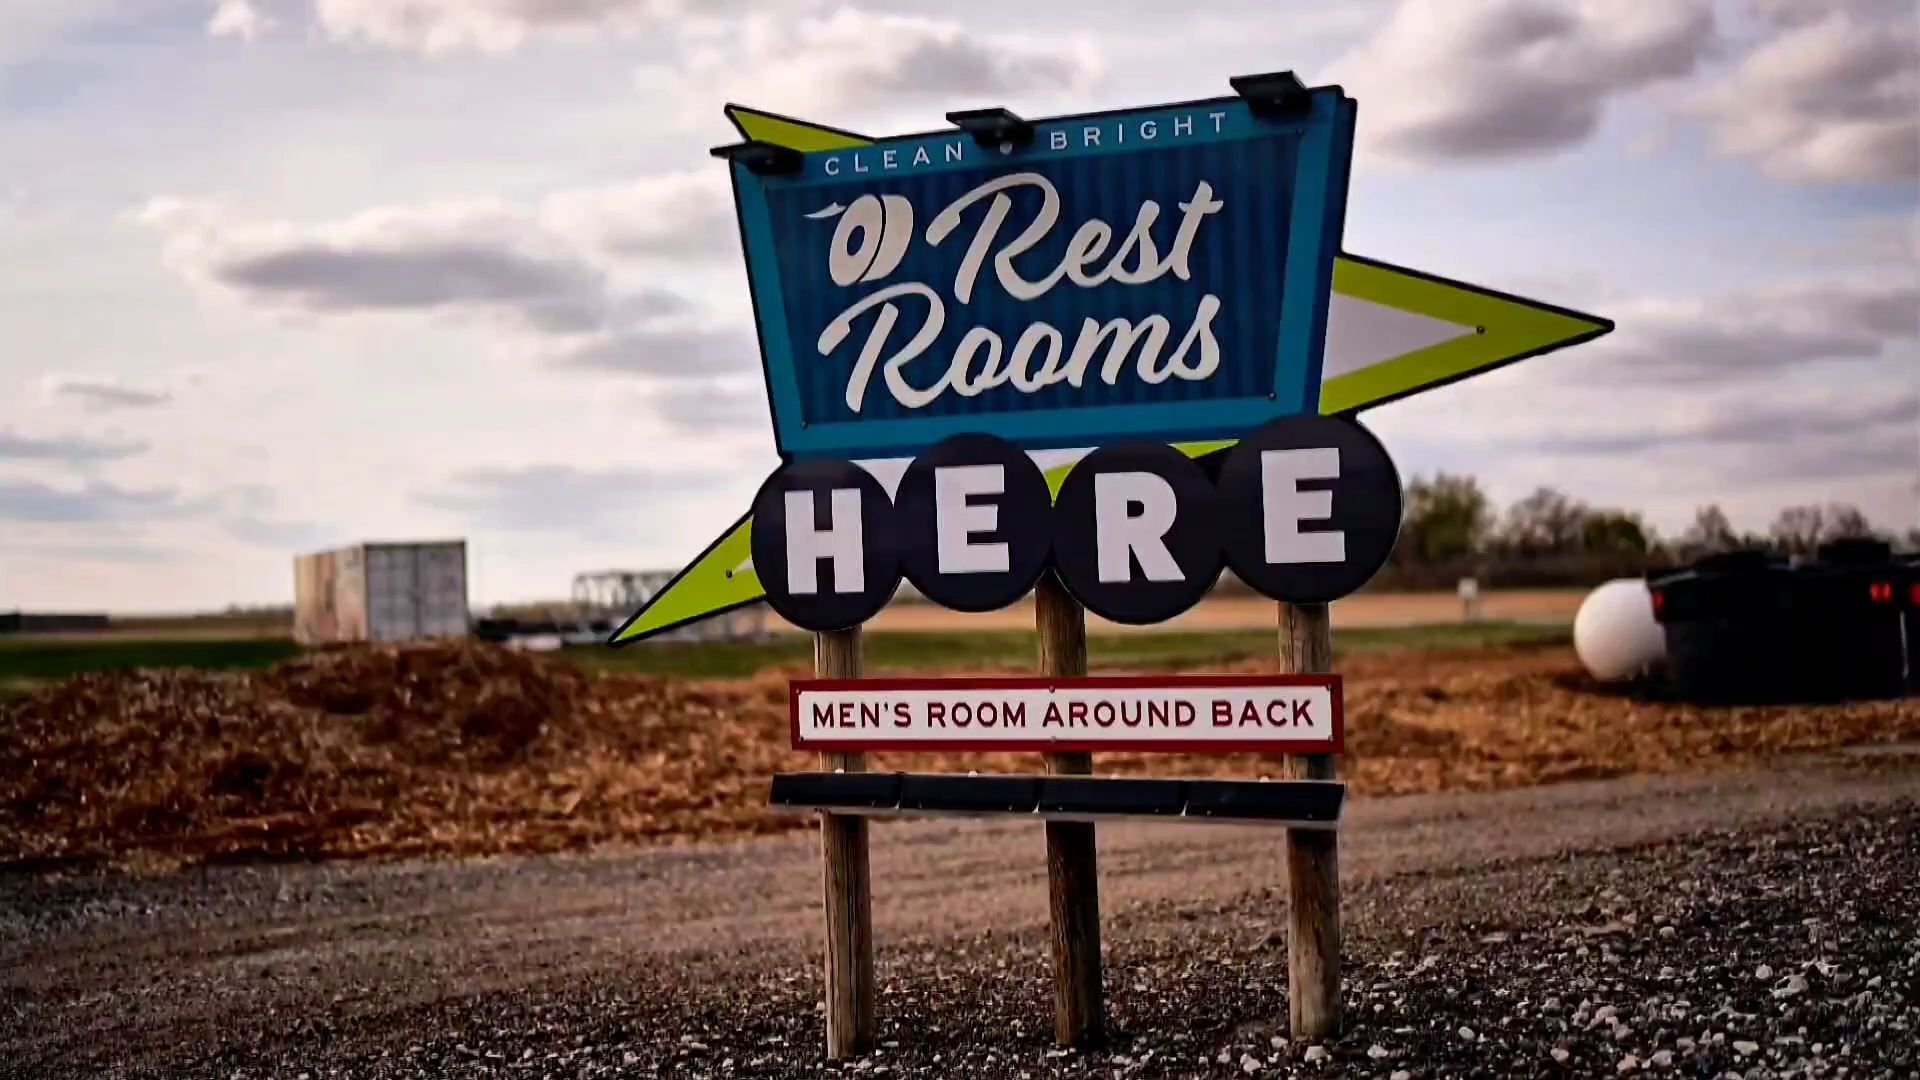 CLEAN BRIGHT
Rest
Rooms
HERE
MEN'S ROOM AROUND BACK